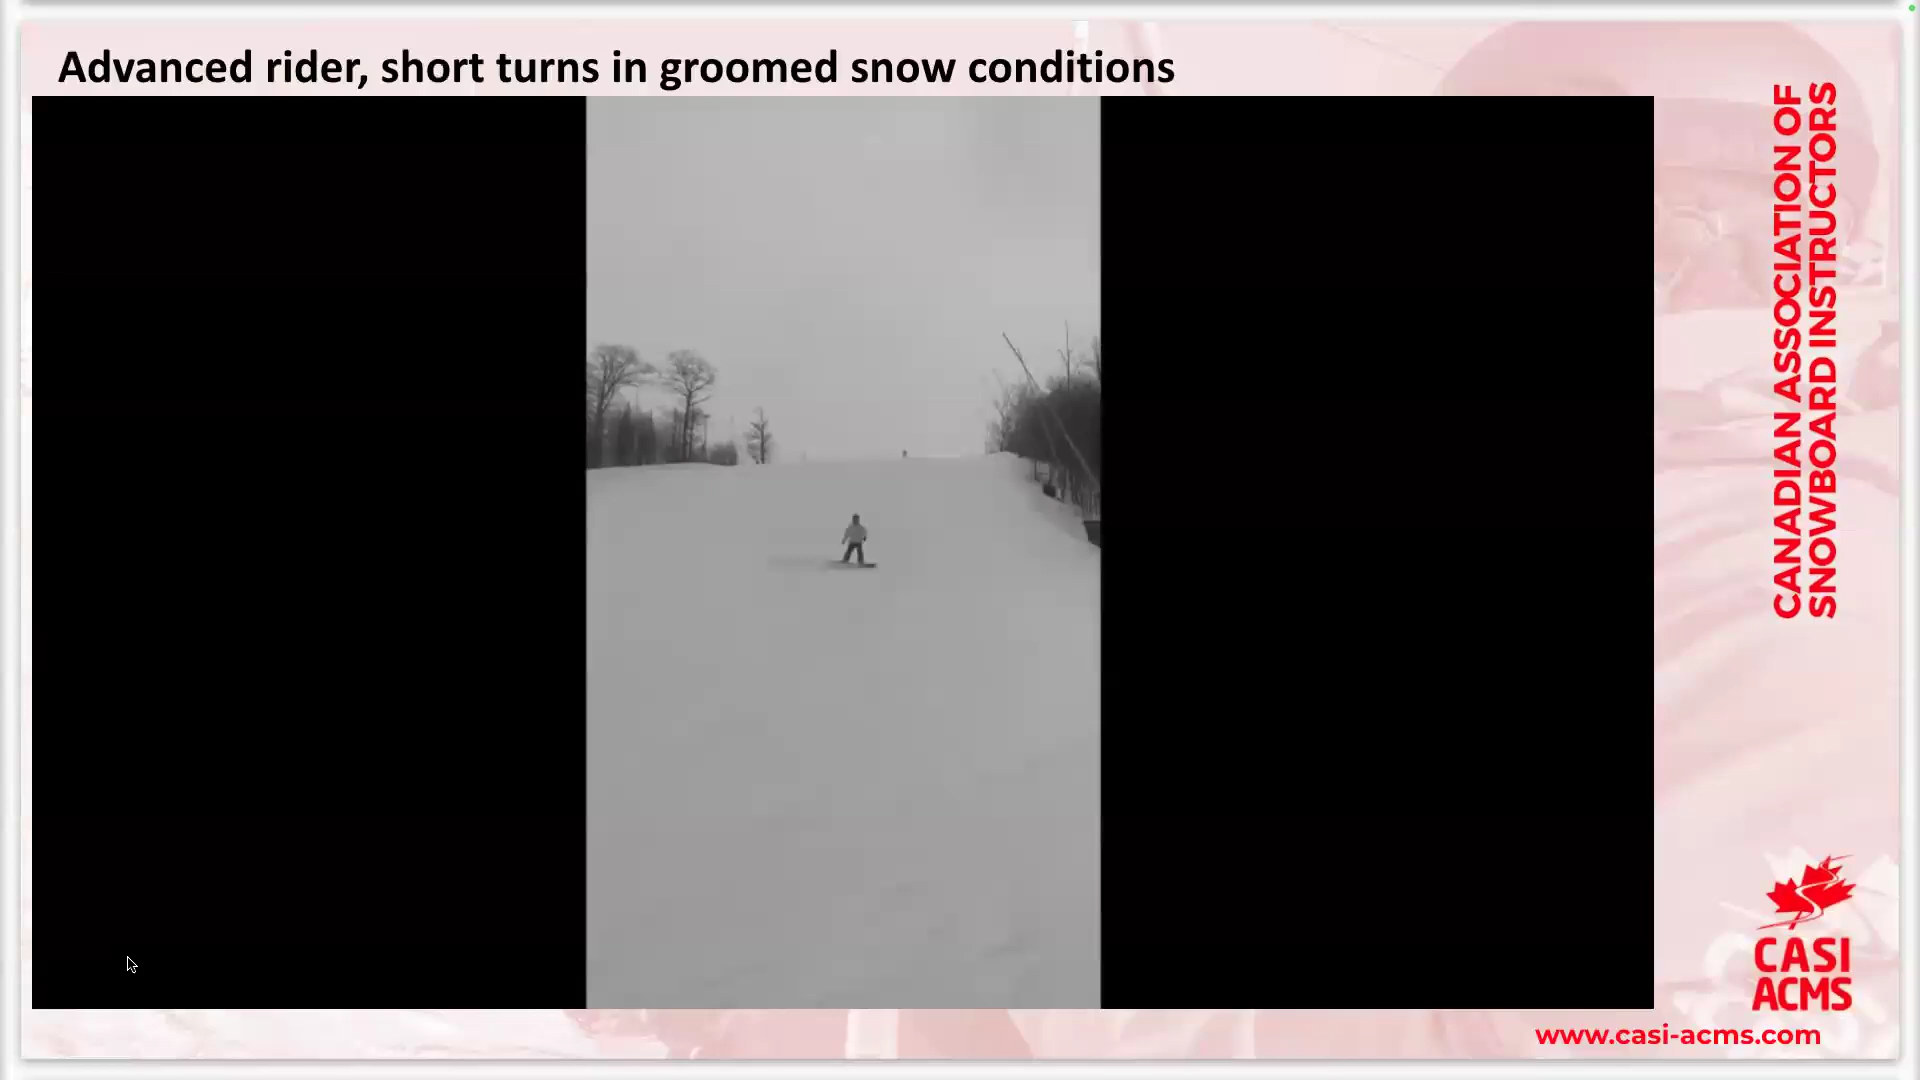 Advanced rider, short turns in groomed snow conditions
CANADIAN ASSOCIATION OF
SNOWBOARD INSTRUCTORS
CASI
ACMS
www.casi-acms.com